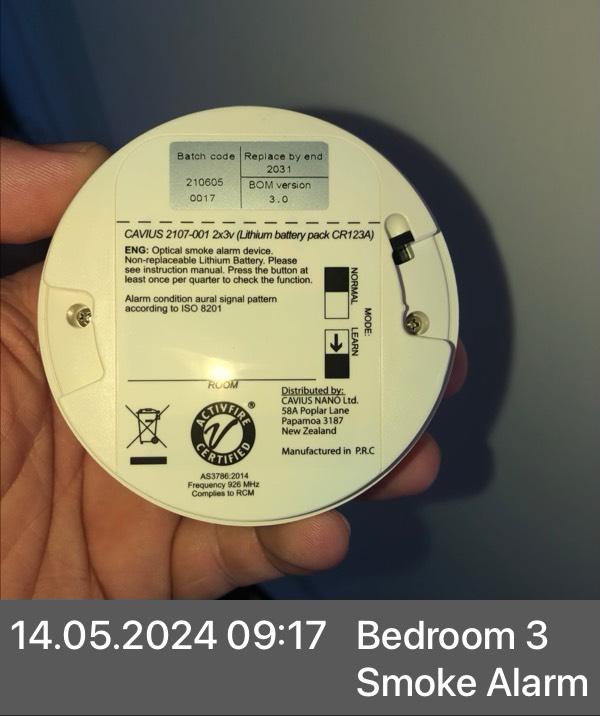 Batch code
210605
0017
Replace by end
2031
BOM version
3.0
CAVIUS 2107-001 2x3v (Lithium battery pack CR123A)
ENG: Optical smoke alarm device.
Non-replaceable Lithium Battery. Please
see instruction manual. Press the button at
least once per quarter to check the function.
Alarm condition aural signal pattern
according to ISO 8201
NORMAL
MODE:
LEARN
ROOM
ACTIVFIRE
®
CERTIFIED
AS3786:2014
Frequency 926 MHz
Complies to RCM
Distributed by:
CAVIUS NANO Ltd.
58A Poplar Lane
Papamoa 3187
New Zealand
Manufactured in P.R.C
14.05.2024 09:17
Bedroom 3
Smoke Alarm